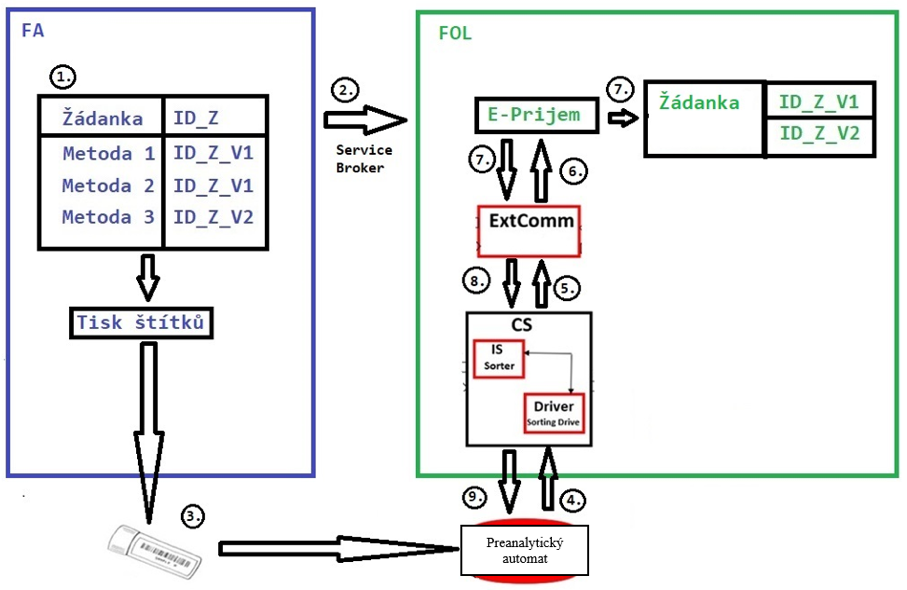 FA
1.
Žádanka ID_Z
Metoda 1 ID_Z_V1
Metoda 2 ID_Z_V1
Metoda 3 ID_Z_V2
Tisk štítků
2.
Service
Broker
3.
FOL
E-Prijem
7.
Žádanka
ID_Z_V1
ID_Z_V2
7.
6.
ExtComm
8.
5.
CS
IS
Sorter
Driver
Sorting Drive
9.
4.
Preanalytický
automat